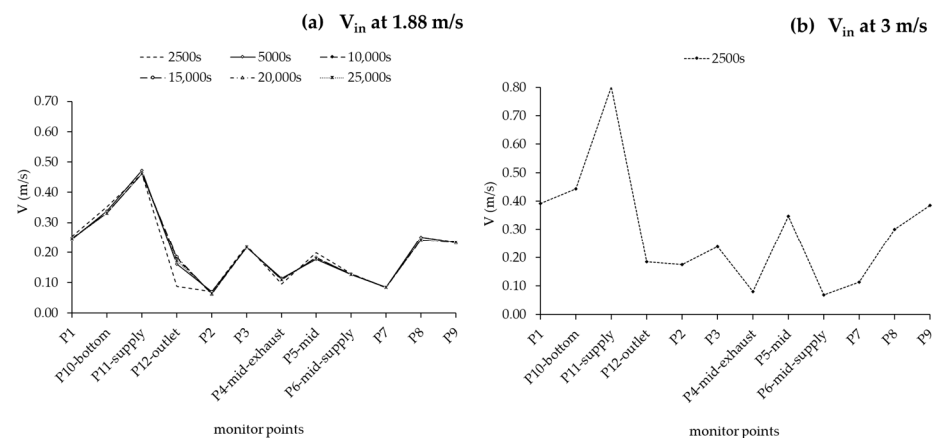 (a) Vin at 1.88 m/s
2500s 5000s 10,000s
15,000s 20,000s 25,000s
0.70
0.60
0.50
0.40
0.30
0.20
0.10
0.00
V (m/s)
P1
P10-bottom
P11-supply
P12-outlet
P2
P3
P4-mid-exhaust
P5-mid
P6-mid-supply
P7
P8
P9
monitor points
(b) Vin at 3 m/s
2500s
0.80
0.70
0.60
0.50
0.40
0.30
0.20
0.10
0.00
V (m/s)
P1
P10-bottom
P11-supply
P12-outlet
P2
P3
P4-mid-exhaust
P5-mid
P6-mid-supply
P7
P8
P9
monitor points